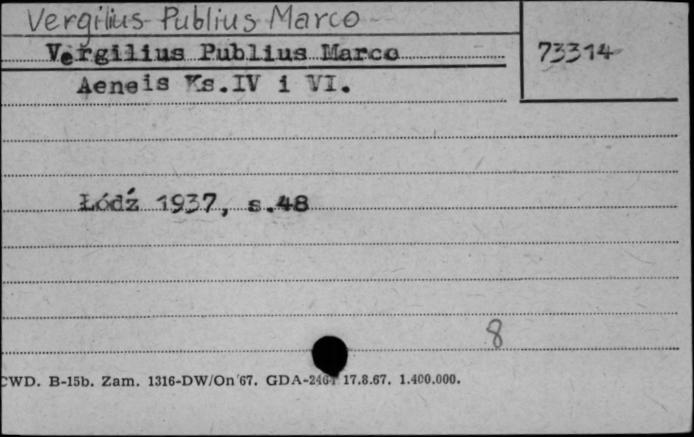 Vergilius Publius Marco
Vergilius Publius Marco
73314
Aeneis Ks.IV i VI.
Łódź 1937, s.48
8
CWD. B-15b. Zam. 1316-DW/On 67. GDA-2464 17.8.67. 1.400.000.